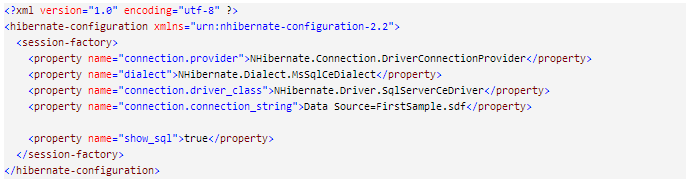 <?xml version="1.0" encoding="utf-8" ?>
<hibernate-configuration xmlns="urn:nhibernate-configuration-2.2">
<session-factory>
<property name="connection.provider">NHibernate.Connection.DriverConnectionProvider</property>
<property name="dialect">NHibernate.Dialect.MsSqlCeDialect</property>
<property name="connection.driver_class">NHibernate.Driver.SqlServerCeDriver</property>
<property name="connection.connection_string">Data Source=FirstSample.sdf</property>
<property name="show_sql">true</property>
</session-factory>
</hibernate-configuration>